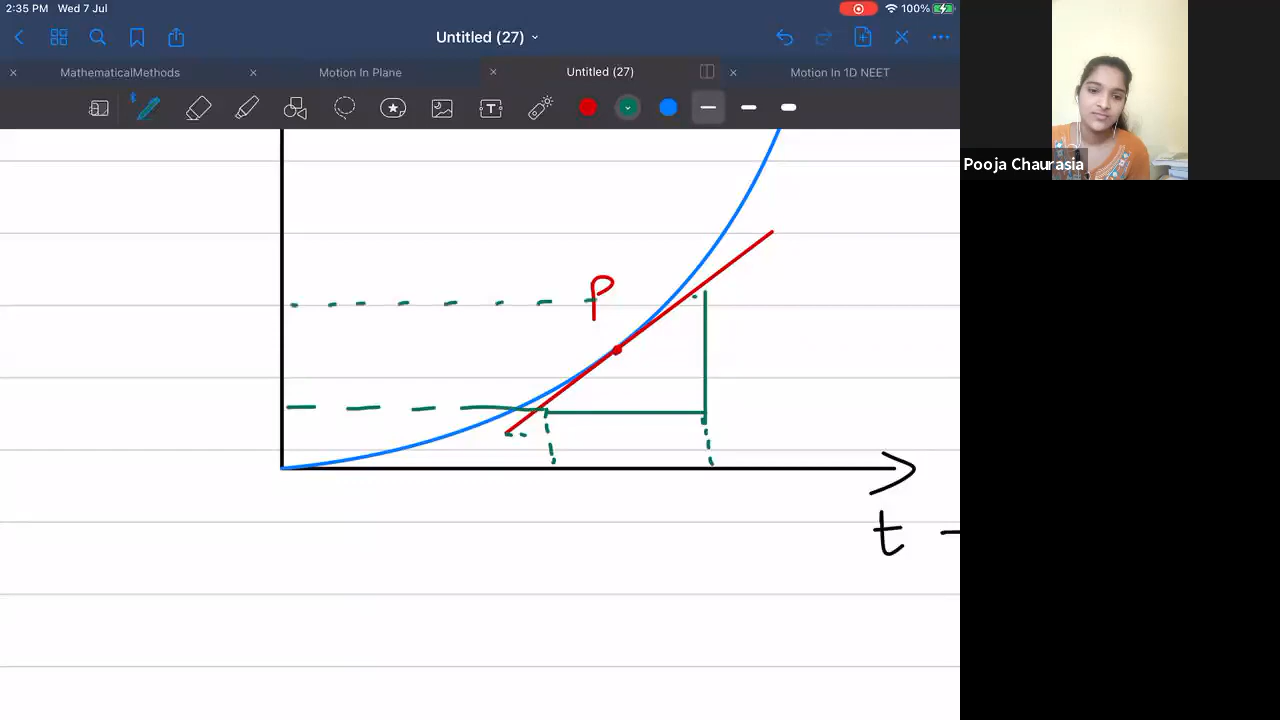 2:35 PM Wed 7 Jul 100%
Untitled (27)
MathematicalMethods Motion In Plane Untitled (27) Motion In 1D NEET
T
Pooja Chaurasia
P
t